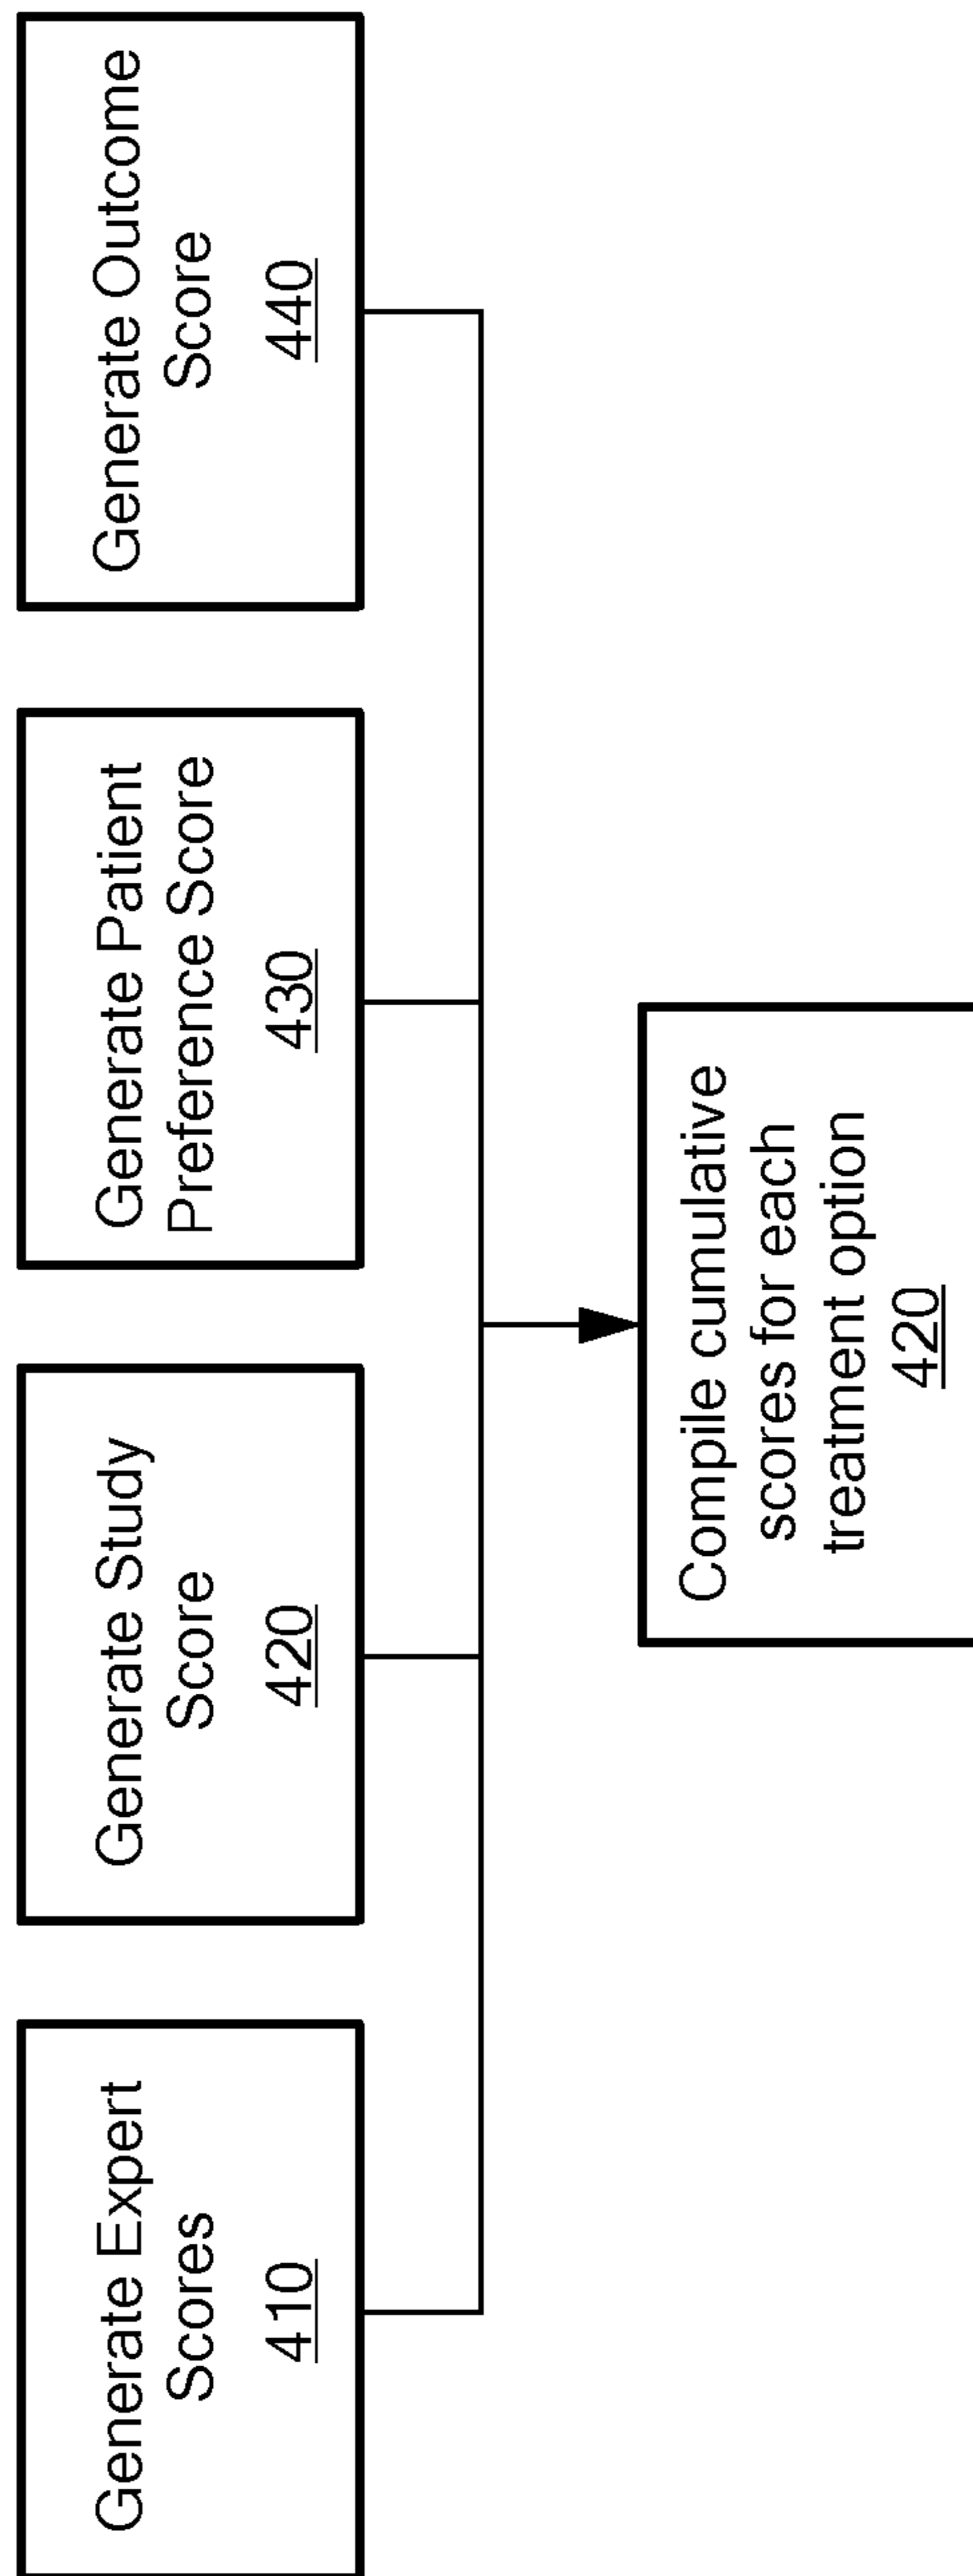 Generate Expert
Scores
410
Generate Study
Score
420
Generate Patient
Preference Score
430
Generate Outcome
Score
440
Compile cumulative
scores for each
treatment option
420